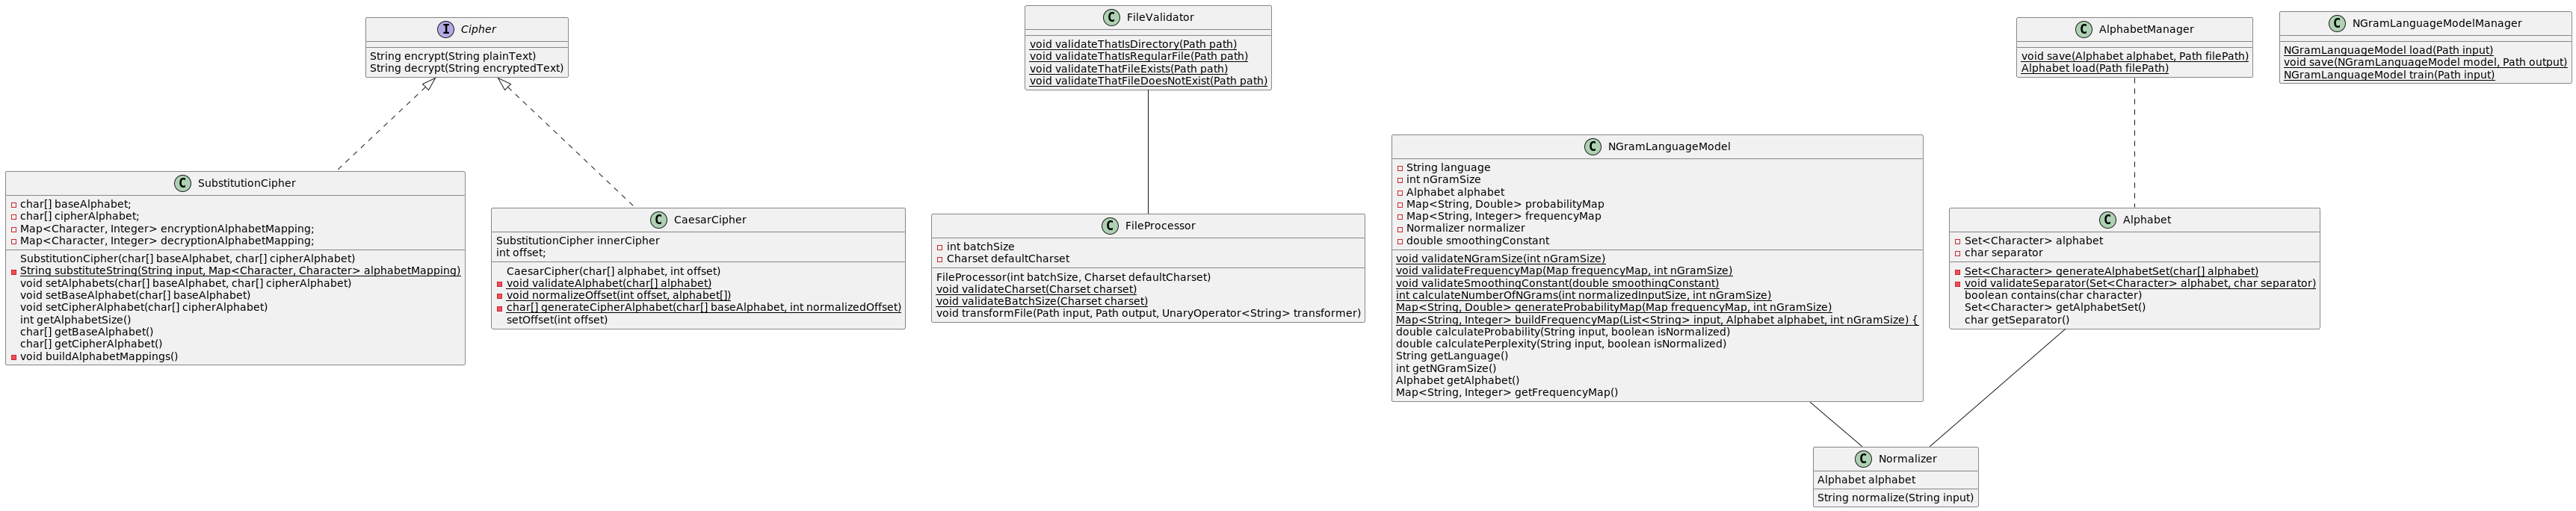 Cipher
String encrypt(String plainText)
String decrypt(String encryptedText)
FileValidator
void validateThatIsDirectory(Path path)
void validateThatIsRegularFile(Path path)
void validateThatFileExists(Path path)
void validateThatFileDoesNotExist(Path path)
AlphabetManager
void save(Alphabet alphabet, Path filePath)
Alphabet load(Path filePath)
NGramLanguageModelManager
NGramLanguageModel load(Path input)
void save(NGramLanguageModel model, Path output)
NGramLanguageModel train(Path input)
SubstitutionCipher
char[] baseAlphabet;
char[] cipherAlphabet;
Map<Character, Integer> encryptionAlphabetMapping;
Map<Character, Integer> decryptionAlphabetMapping;
SubstitutionCipher(char[] baseAlphabet, char[] cipherAlphabet)
String substituteString(String input, Map<Character, Character> alphabetMapping)
void setAlphabets(char[] baseAlphabet, char[] cipherAlphabet)
void setBaseAlphabet(char[] baseAlphabet)
void setCipherAlphabet(char[] cipherAlphabet)
int getAlphabetSize()
char[] getBaseAlphabet()
char[] getCipherAlphabet()
void buildAlphabetMappings()
CaesarCipher
SubstitutionCipher innerCipher
int offset;
CaesarCipher(char[] alphabet, int offset)
void validateAlphabet(char[] alphabet)
void normalizeOffset(int offset, alphabet[])
char[] generateCipherAlphabet(char[] baseAlphabet, int normalizedOffset)
setOffset(int offset)
FileProcessor
int batchSize
Charset defaultCharset
FileProcessor(int batchSize, Charset defaultCharset)
void validateCharset(Charset charset)
void validateBatchSize(Charset charset)
void transformFile(Path input, Path output, UnaryOperator<String> transformer)
NGramLanguageModel
String language
int nGramSize
Alphabet alphabet
Map<String, Double> probabilityMap
Map<String, Integer> frequencyMap
Normalizer normalizer
double smoothingConstant
void validateNGramSize(int nGramSize)
void validateFrequencyMap(Map frequencyMap, int nGramSize)
void validateSmoothingConstant(double smoothingConstant)
int calculateNumberOfNGrams(int normalizedInputSize, int nGramSize)
Map<String, Double> generateProbabilityMap(Map frequencyMap, int nGramSize)
Map<String, Integer> buildFrequencyMap(List<String> input, Alphabet alphabet, int nGramSize) {
double calculateProbability(String input, boolean isNormalized)
double calculatePerplexity(String input, boolean isNormalized)
String getLanguage()
int getNGramSize()
Alphabet getAlphabet()
Map<String, Integer> getFrequencyMap()
Alphabet
Set<Character> alphabet
char separator
Set<Character> generateAlphabetSet(char[] alphabet)
void validateSeparator(Set<Character> alphabet, char separator)
boolean contains(char character)
Set<Character> getAlphabetSet()
char getSeparator()
Normalizer
Alphabet alphabet
String normalize(String input)